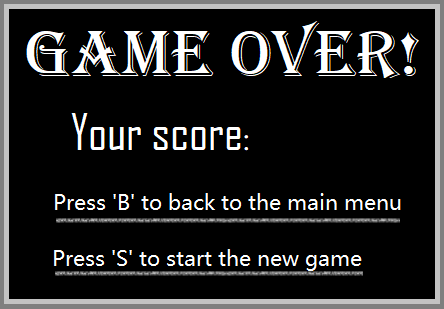 GAME OVER!
Your score:
Press 'B' to back to the main menu
Press 'S' to start the new game